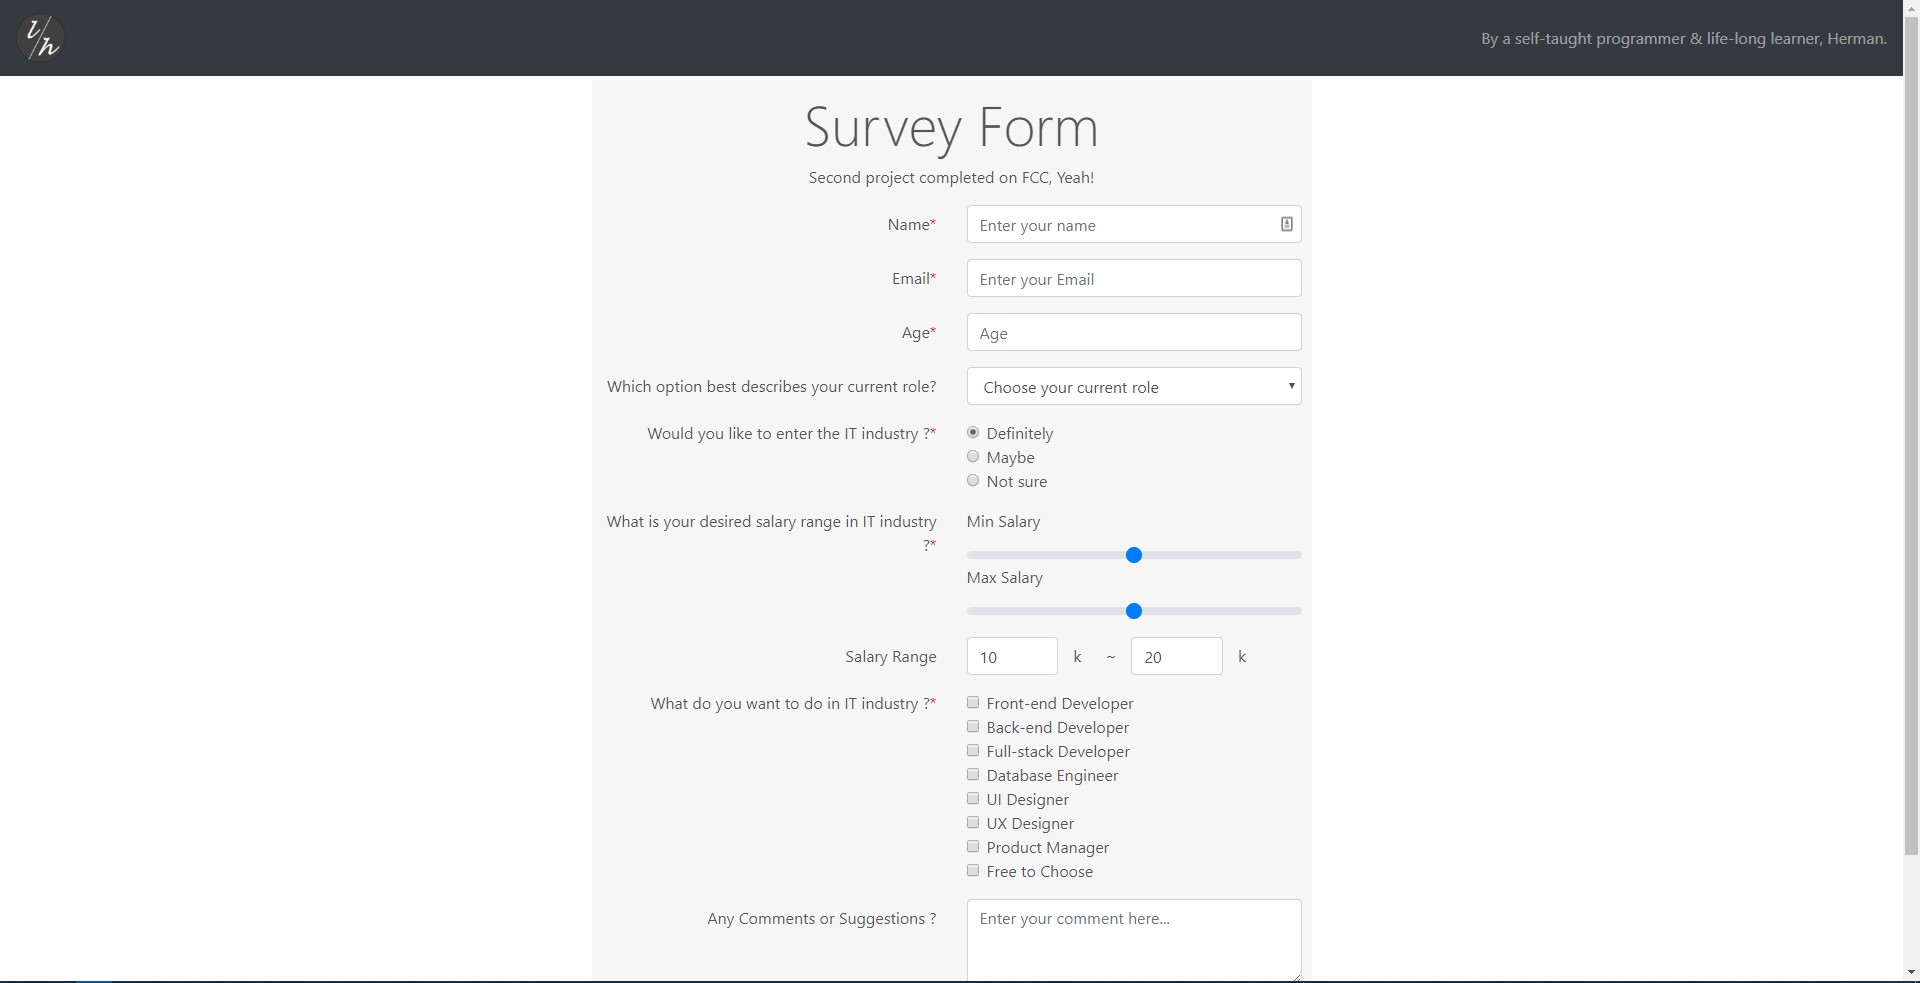 l/h
By a self-taught programmer & life-long learner, Herman.
Survey Form
Second project completed on FCC, Yeah!
Name*
Enter your name
Email*
Enter your Email
Age*
Age
Which option best describes your current role?
Choose your current role
Would you like to enter the IT industry ?*
Definitely
Maybe
Not sure
What is your desired salary range in IT industry
?*
Min Salary
Max Salary
Salary Range
10 k ~ 20 k
What do you want to do in IT industry ?*
Front-end Developer
Back-end Developer
Full-stack Developer
Database Engineer
UI Designer
UX Designer
Product Manager
Free to Choose
Any Comments or Suggestions ?
Enter your comment here...